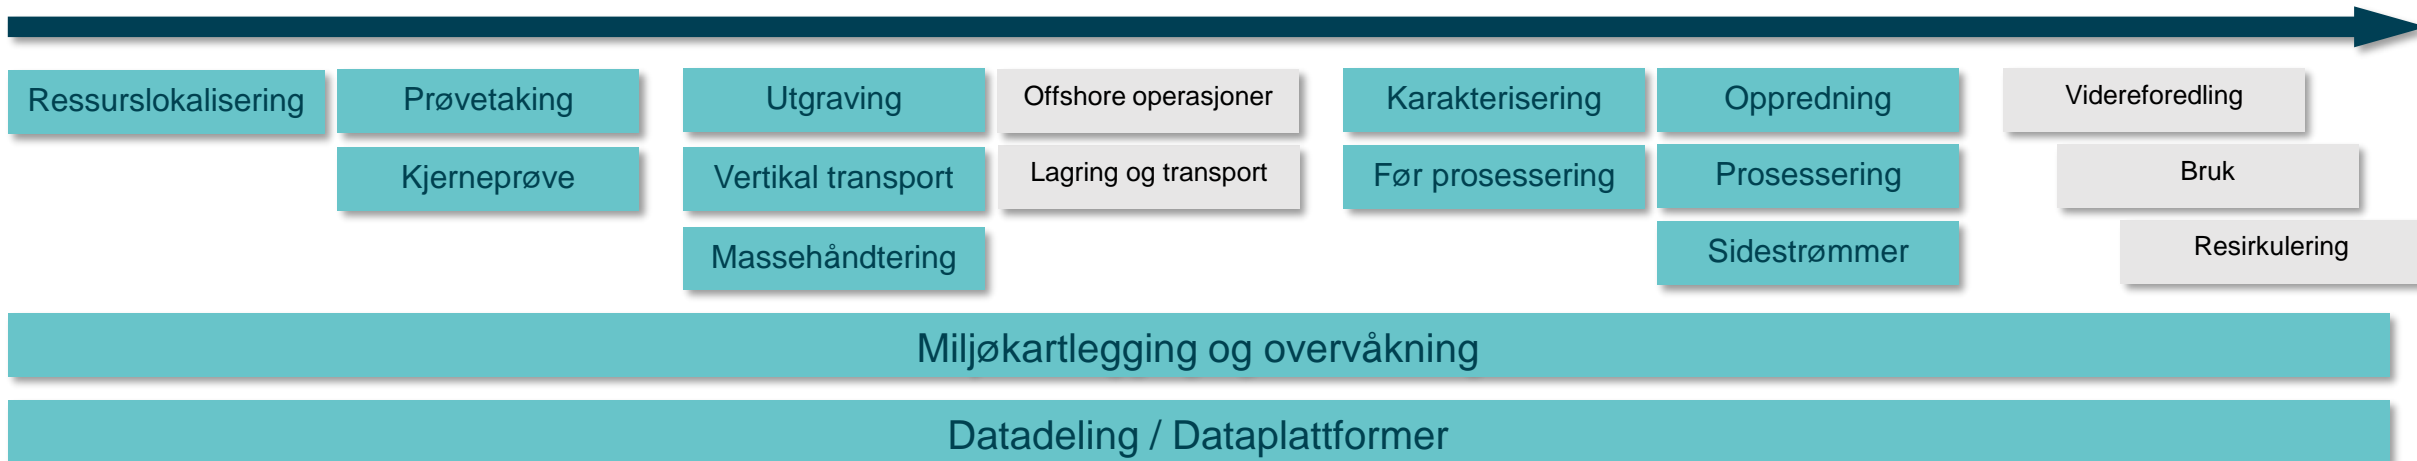 Ressurslokalisering
Prøvetaking
Utgraving
Offshore operasjoner
Karakterisering
Oppredning
Videreforedling
Kjerneprøve
Vertikal transport
Lagring og transport
Før prosessering
Prosessering
Bruk
Massehåndtering
Sidestrømmer
Resirkulering
Miljøkartlegging og overvåkning
Datadeling / Dataplattformer